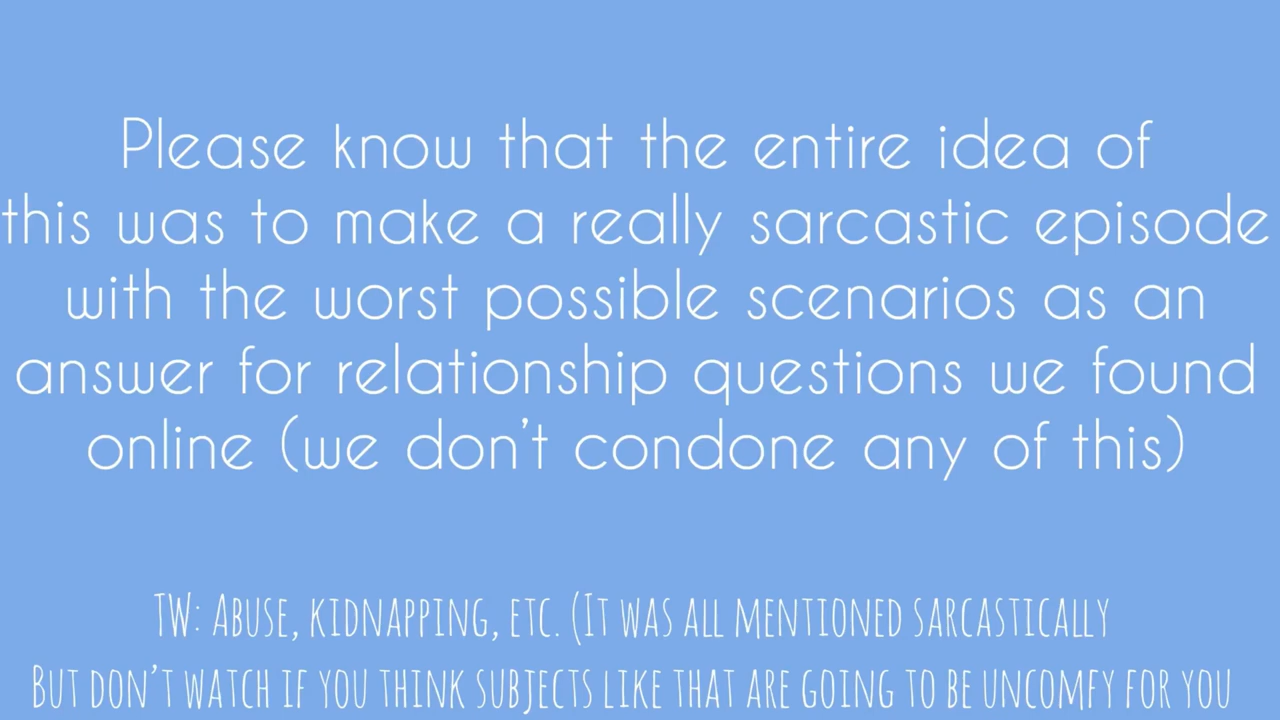 Please know that the entire idea of
this was to make a really sarcastic episode
with the worst possible scenarios as an
answer for relationship questions we found
online (we don't condone any of this)
TW: Abuse, kidnapping, etc. (It was all mentioned sarcastically
But don't watch if you think subjects like that are going to be uncomfy for you